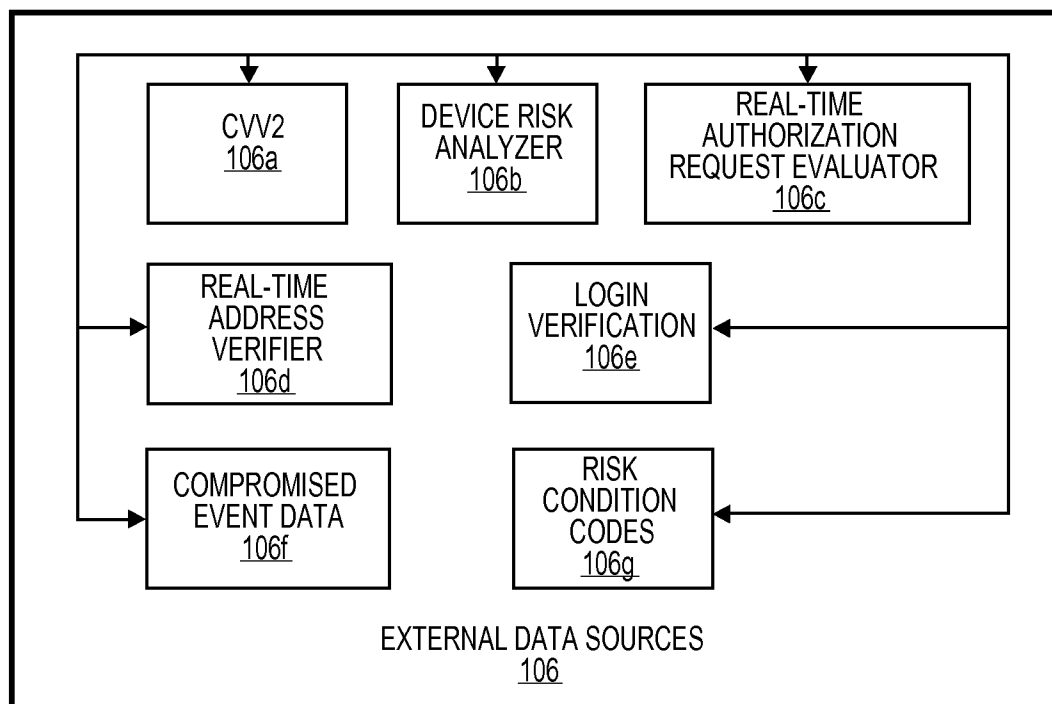 CVV2
106a
DEVICE RISK
ANALYZER
106b
REAL-TIME
AUTHORIZATION
REQUEST EVALUATOR
106c
REAL-TIME
ADDRESS
VERIFIER
106d
LOGIN
VERIFICATION
106e
COMPROMISED
EVENT DATA
106f
RISK
CONDITION
CODES
106g
EXTERNAL DATA SOURCES
106